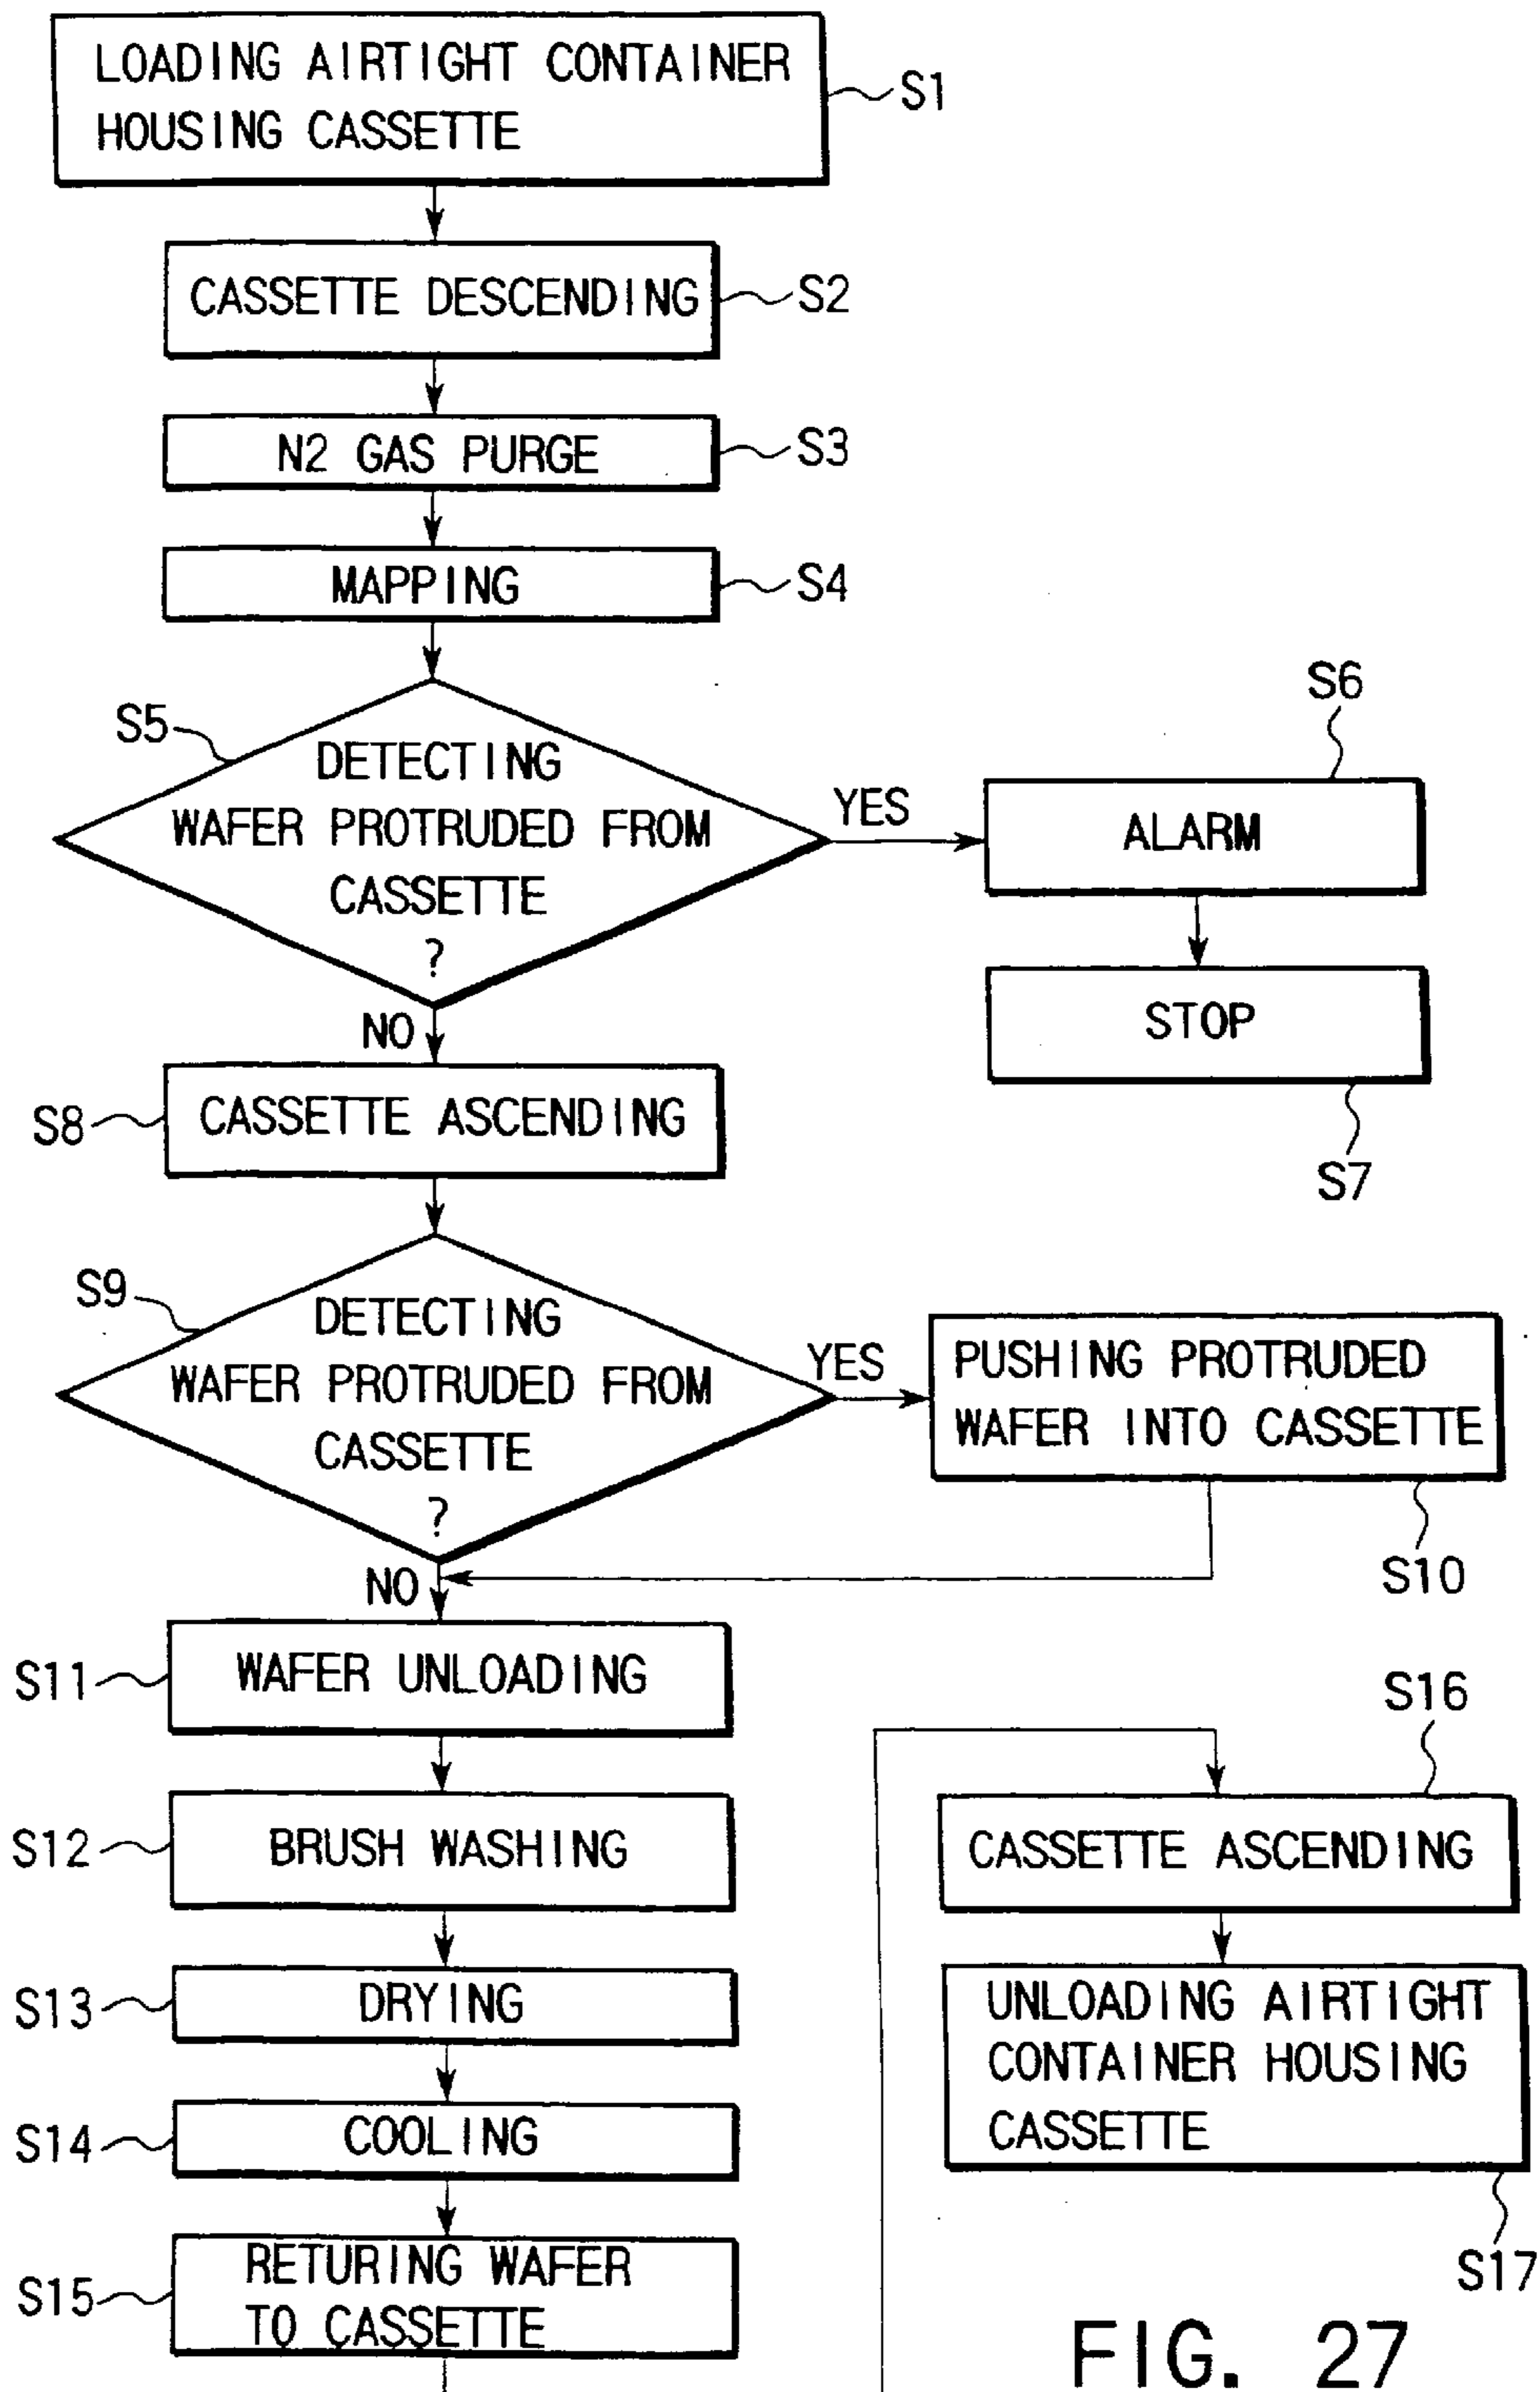 LOADING AIRTIGHT CONTAINER
HOUSING CASSETTE
S1
CASSETTE DESCENDING
S2
N2 GAS PURGE
S3
MAPPING
S4
S5
DETECTING
WAFER PROTRUDED FROM
CASSETTE
?
YES
S6
ALARM
STOP
S7
NO
S8
CASSETTE ASCENDING
S9
DETECTING
WAFER PROTRUDED FROM
CASSETTE
?
YES
PUSHING PROTRUDED
WAFER INTO CASSETTE
S10
NO
S11
WAFER UNLOADING
S12
BRUSH WASHING
S13
DRYING
S14
COOLING
S15
RETURING WAFER
TO CASSETTE
S16
CASSETTE ASCENDING
UNLOADING AIRTIGHT
CONTAINER HOUSING
CASSETTE
S17
FIG. 27